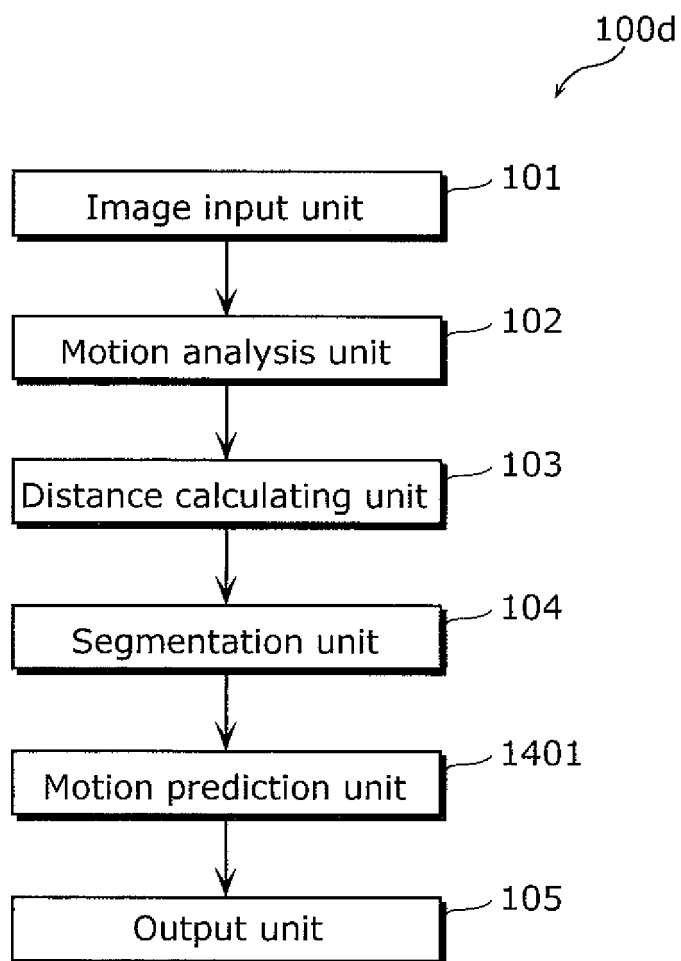 100d
101
Image input unit
102
Motion analysis unit
103
Distance calculating unit
104
Segmentation unit
1401
Motion prediction unit
105
Output unit